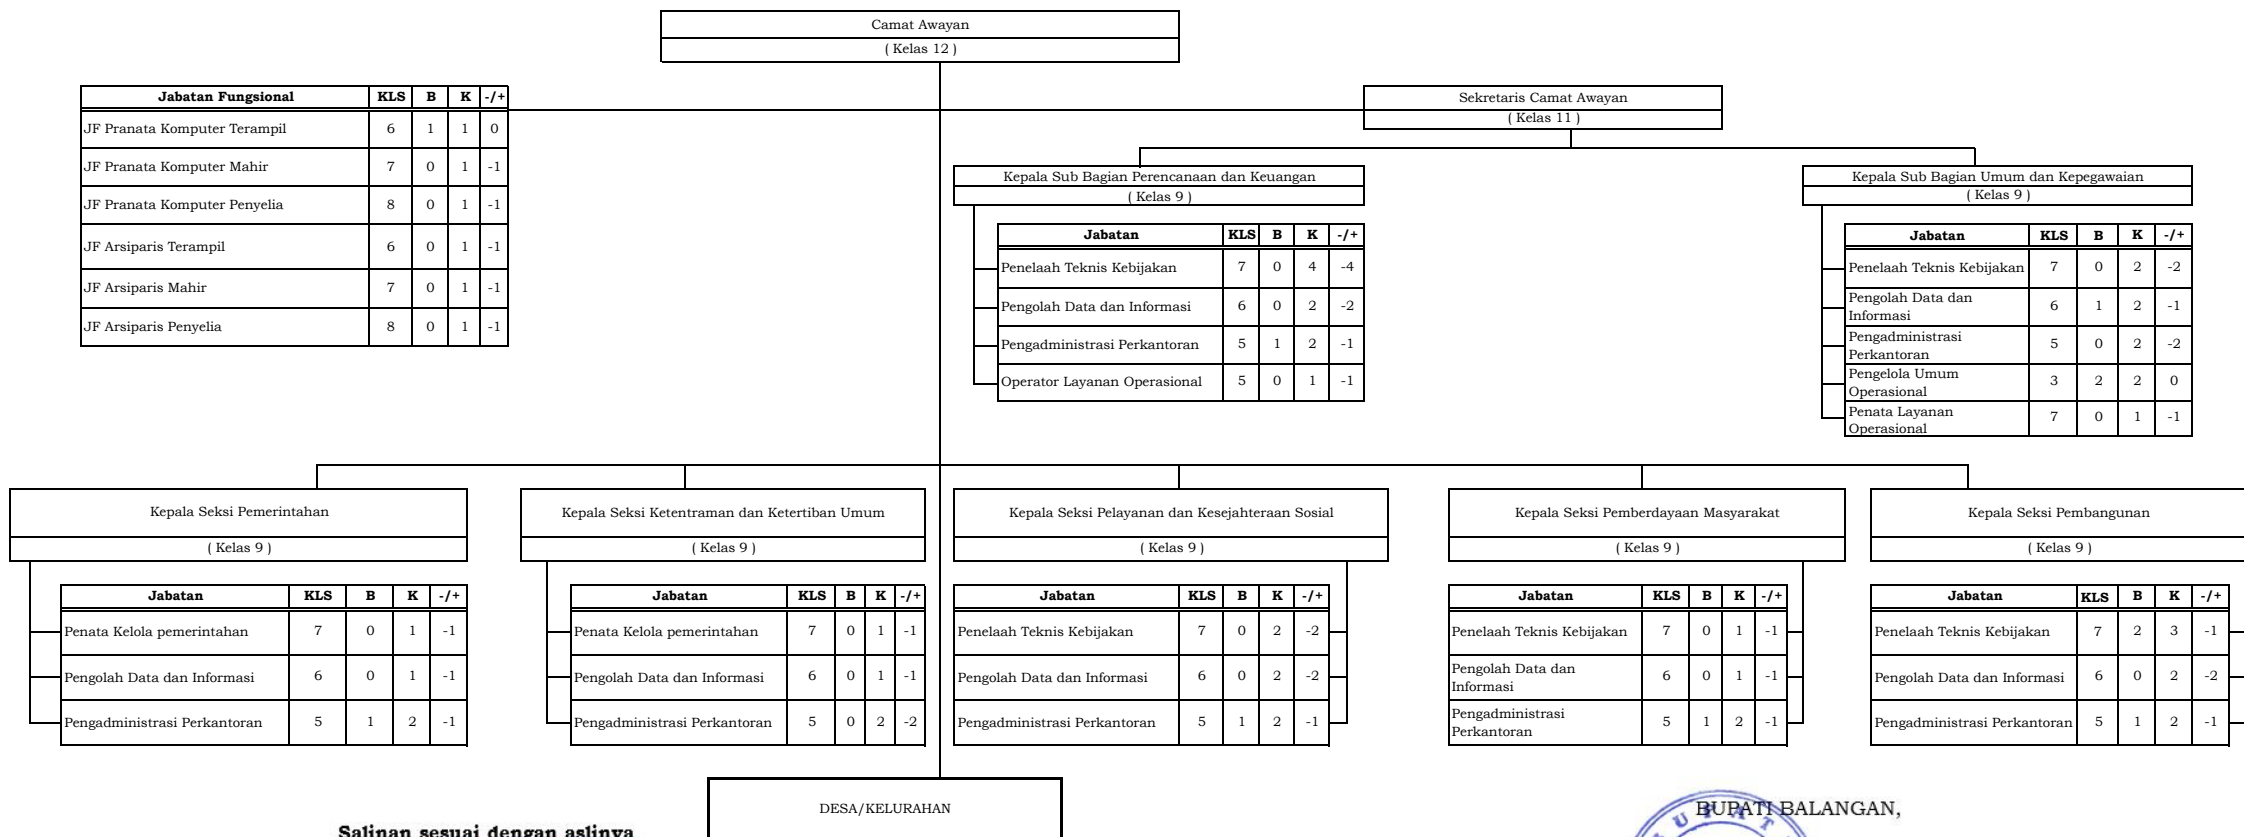 Camat Awayan
( Kelas 12 )
Jabatan Fungsional KLS B K -/+
JF Pranata Komputer Terampil 6 1 1 0
JF Pranata Komputer Mahir 7 0 1 -1
JF Pranata Komputer Penyelia 8 0 1 -1
JF Arsiparis Terampil 6 0 1 -1
JF Arsiparis Mahir 7 0 1 -1
JF Arsiparis Penyelia 8 0 1 -1
Sekretaris Camat Awayan
( Kelas 11 )
Kepala Sub Bagian Perencanaan dan Keuangan
( Kelas 9 )
Jabatan KLS B K -/+
Penelaah Teknis Kebijakan 7 0 4 -4
Pengolah Data dan Informasi 6 0 2 -2
Pengadministrasi Perkantoran 5 1 2 -1
Operator Layanan Operasional 5 0 1 -1
Kepala Sub Bagian Umum dan Kepegawaian
( Kelas 9 )
Jabatan KLS B K -/+
Penelaah Teknis Kebijakan 7 0 2 -2
Pengolah Data dan
Informasi 6 1 2 -1
Pengadministrasi
Perkantoran 5 0 2 -2
Pengelola Umum
Operasional 3 2 2 0
Penata Layanan
Operasional 7 0 1 -1
Kepala Seksi Pemerintahan
( Kelas 9 )
Jabatan KLS B K -/+
Penata Kelola pemerintahan 7 0 1 -1
Pengolah Data dan Informasi 6 0 1 -1
Pengadministrasi Perkantoran 5 1 2 -1
Kepala Seksi Ketentraman dan Ketertiban Umum
( Kelas 9 )
Jabatan KLS B K -/+
Penata Kelola pemerintahan 7 0 1 -1
Pengolah Data dan Informasi 6 0 1 -1
Pengadministrasi Perkantoran 5 0 2 -2
Kepala Seksi Pelayanan dan Kesejahteraan Sosial
( Kelas 9 )
Jabatan KLS B K -/+
Penelaah Teknis Kebijakan 7 0 2 -2
Pengolah Data dan Informasi 6 0 2 -2
Pengadministrasi Perkantoran 5 1 2 -1
Kepala Seksi Pemberdayaan Masyarakat
( Kelas 9 )
Jabatan KLS B K -/+
Penelaah Teknis Kebijakan 7 0 1 -1
Pengolah Data dan
Informasi 6 0 1 -1
Pengadministrasi
Perkantoran 5 1 2 -1
Kepala Seksi Pembangunan
( Kelas 9 )
Jabatan KLS B K -/+
Penelaah Teknis Kebijakan 7 2 3 -1
Pengolah Data dan Informasi 6 0 2 -2
Pengadministrasi Perkantoran 5 1 2 -1
DESA/KELURAHAN
Salinan sesuai dengan aslinya
BUPATI BALANGAN,